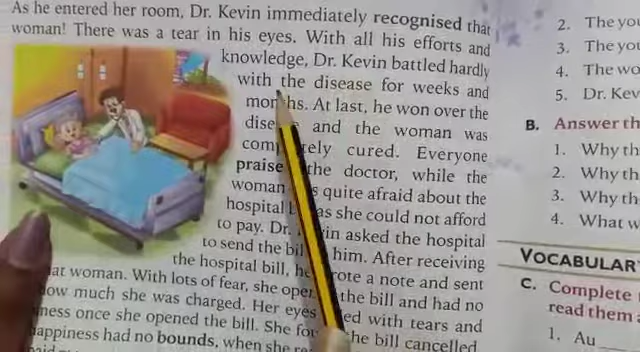 As he entered her room, Dr. Kevin immediately recognised that
woman! There was a tear in his eyes. With all his efforts and
knowledge, Dr. Kevin battled hardly
with the disease for weeks and
hs. At last, he won over the
and the woman was
tely cured. Everyone
praise the doctor, while the
woman s quite afraid about the
hospital as she could not afford
to pay. Dr. in asked the hospital
to send the bil him. After receiving
the hospital bill, he rote a note and sent
at woman. With lots of fear, she ope the bill and had no
ow much she was charged. Her eyes ed with tears and
ness once she opened the bill. She fo he bill cancelled
appiness had no bounds, when she re
2. The yo
3. The yo
4. The wo
5. Dr. Kev
B. Answer th
1. Why th
2. Why th
3. Why th
4. What w
VOCABULAR
C. Complete
read them
1. Au